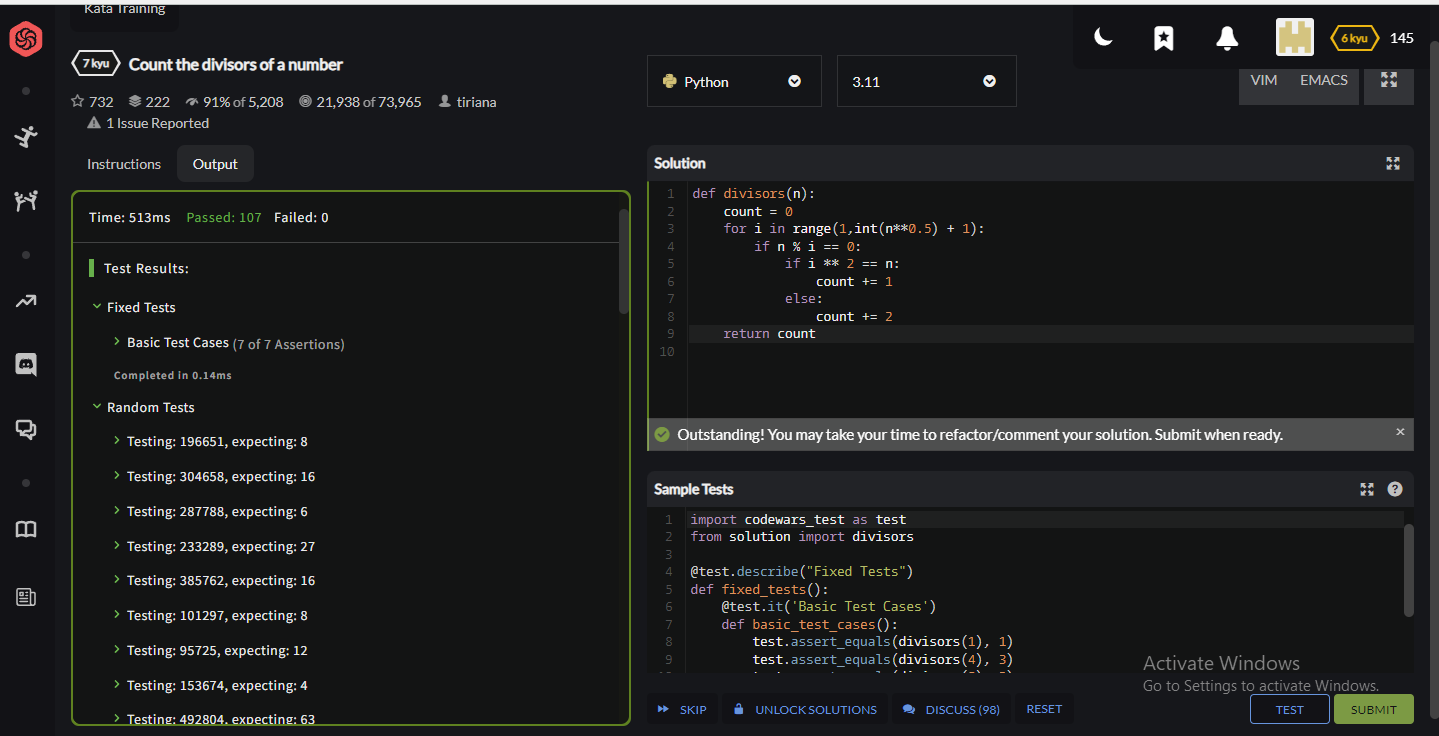 Kata Training
6 kyu 145
7 kyu Count the divisors of a number
732 222 91% of 5,208 21,938 of 73,965 tiriana
1 Issue Reported
Python 3.11 VIM EMACS
Instructions Output
Time: 513ms Passed: 107 Failed: 0
Test Results:
Fixed Tests
Basic Test Cases (7 of 7 Assertions)
Completed in 0.14ms
Random Tests
Testing: 196651, expecting: 8
Testing: 304658, expecting: 16
Testing: 287788, expecting: 6
Testing: 233289, expecting: 27
Testing: 385762, expecting: 16
Testing: 101297, expecting: 8
Testing: 95725, expecting: 12
Testing: 153674, expecting: 4
Testing: 492804, expecting: 63
Solution
1 def divisors(n):
2 count = 0
3 for i in range(1,int(n**0.5) + 1):
4 if n % i == 0:
5 if i ** 2 == n:
6 count += 1
7 else:
8 count += 2
9 return count
10
Outstanding! You may take your time to refactor/comment your solution. Submit when ready. ×
Sample Tests
1 import codewars_test as test
2 from solution import divisors
3
4 @test.describe("Fixed Tests")
5 def fixed_tests():
6 @test.it('Basic Test Cases')
7 def basic_test_cases():
8 test.assert_equals(divisors(1), 1)
9 test.assert_equals(divisors(4), 3)
Activate Windows
Go to Settings to activate Windows.
SKIP UNLOCK SOLUTIONS DISCUSS (98) RESET TEST SUBMIT